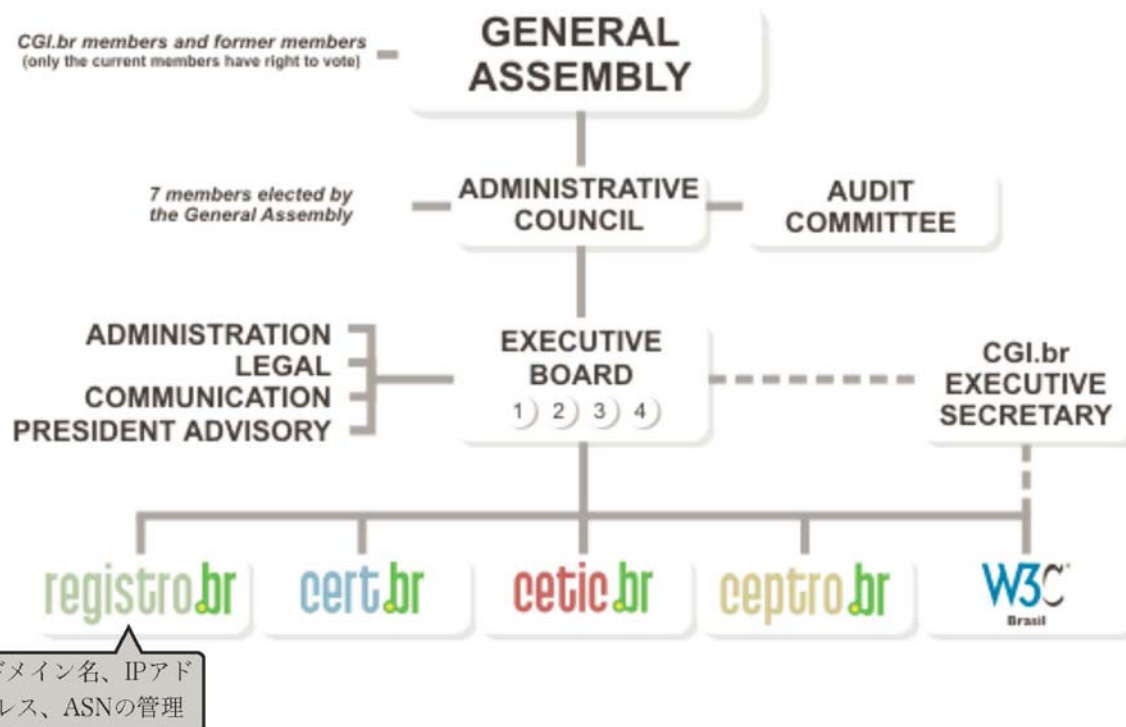 GENERAL
ASSEMBLY
CGI.br members and former members
(only the current members have right to vote)
7 members elected by
the General Assembly
ADMINISTRATIVE
COUNCIL
AUDIT
COMMITTEE
ADMINISTRATION
LEGAL
COMMUNICATION
PRESIDENT ADVISORY
EXECUTIVE
BOARD
1) 2) 3) 4)
CGI.br
EXECUTIVE
SECRETARY
registro.br
cert.br
cetic.br
ceptro.br
W3C
Brasil
ドメイン名、IPアド
レス、ASNの管理